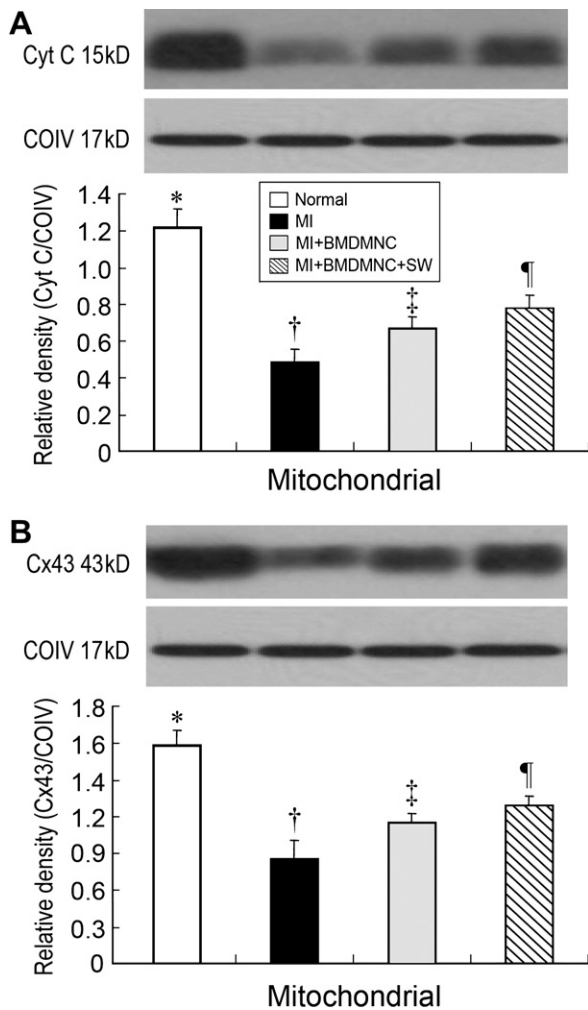 A
Cyt C 15kD
COIV 17kD
Relative density (Cyt C/COIV)
1.4
1.2
1.0
0.8
0.6
0.4
0.2
0
*
†
‡
¶
Normal
MI
MI+BMDMNC
MI+BMDMNC+SW
Mitochondrial
B
Cx43 43kD
COIV 17kD
Relative density (Cx43/COIV)
1.8
1.6
1.4
1.2
0.9
0.6
0.3
0
*
†
‡
¶
Mitochondrial